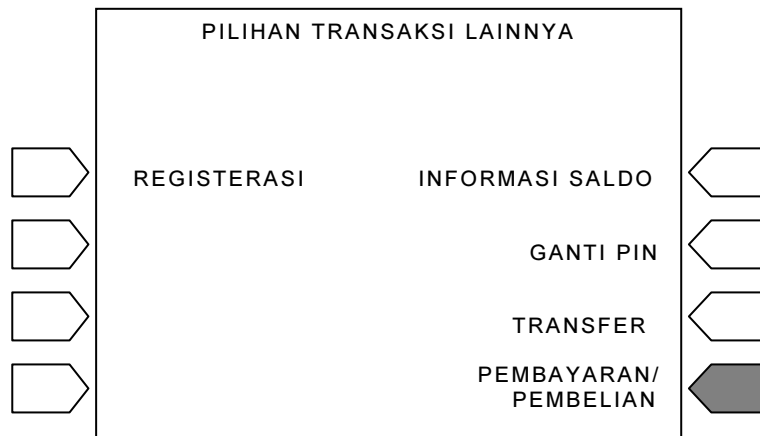 PILIHAN TRANSAKSI LAINNYA
REGISTERASI
INFORMASI SALDO
GANTI PIN
TRANSFER
PEMBAYARAN/
PEMBELIAN